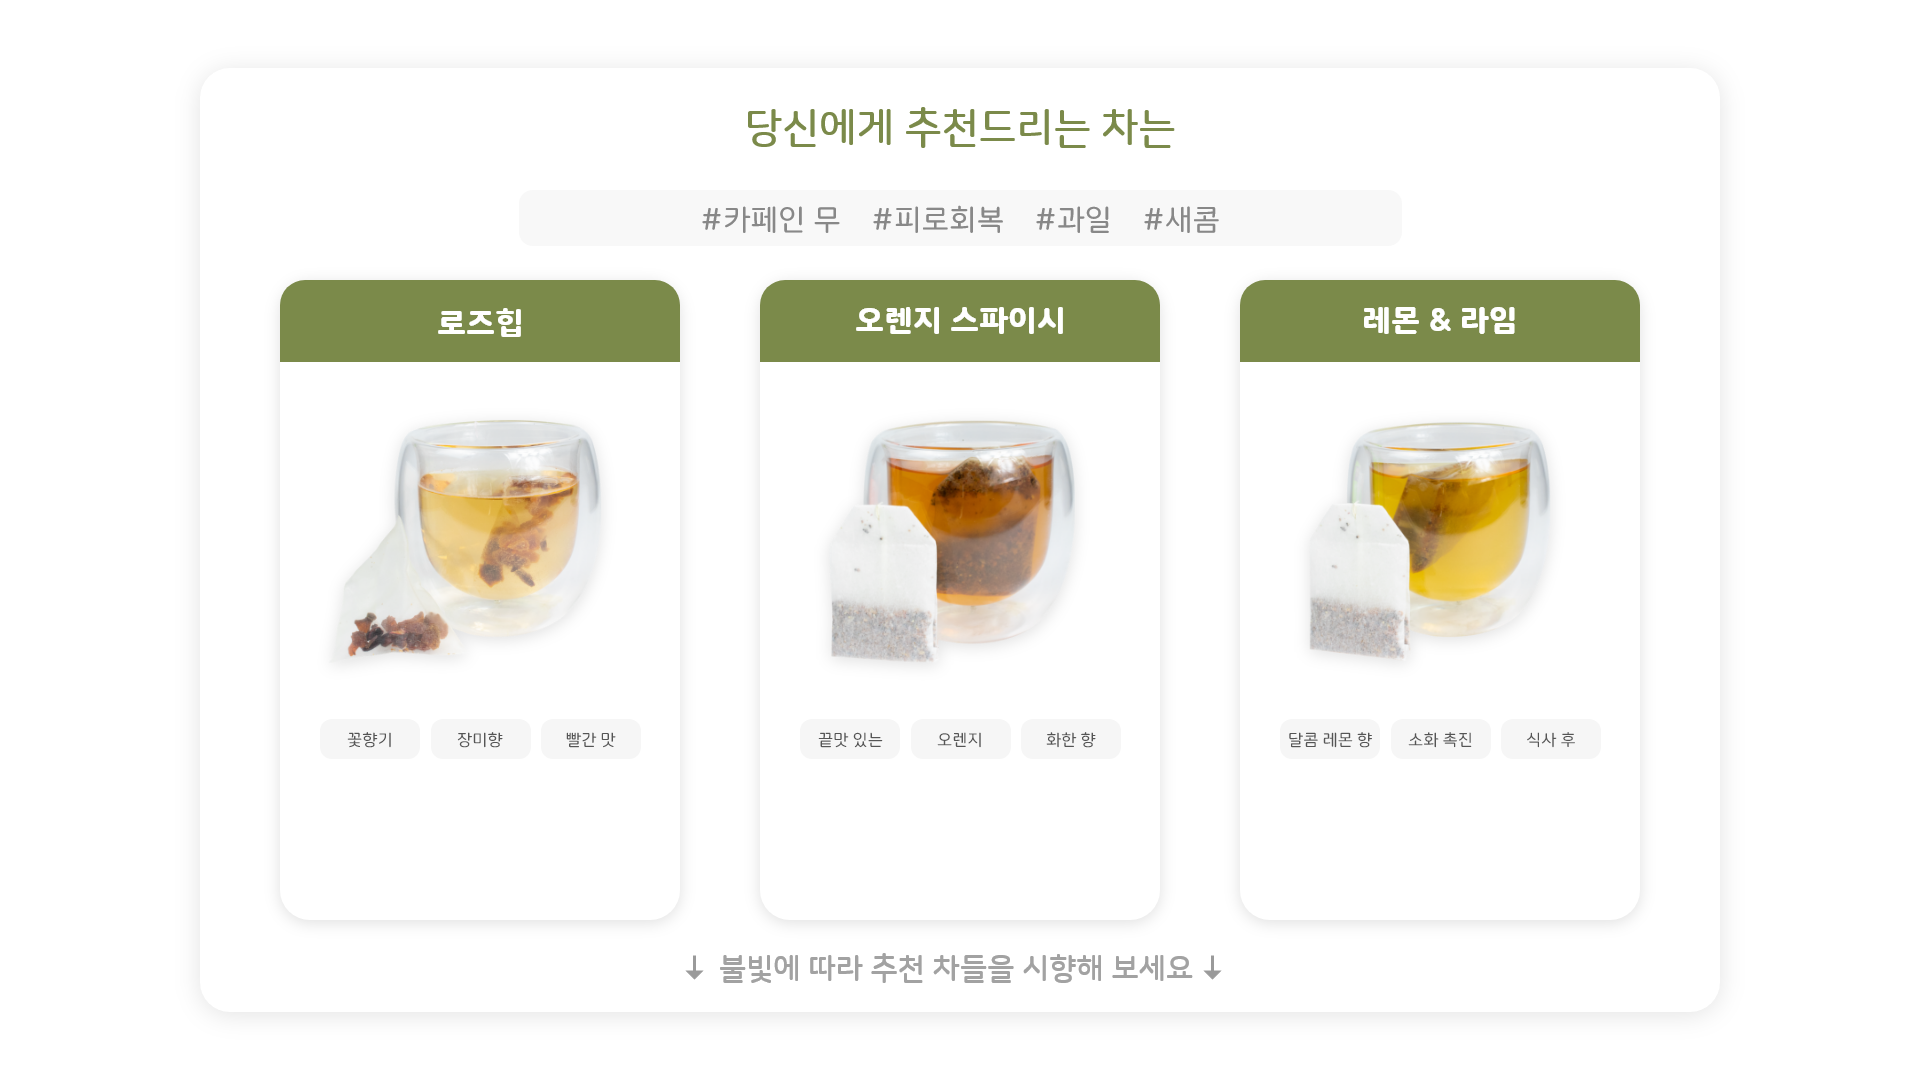 당신에게 추천드리는 차는
#카페인 무 #피로회복 #과일 #새콤
로즈힙
오렌지 스파이시
레몬 & 라임
꽃향기 장미향 빨간 맛
끝맛 있는 오렌지 화한 향
달콤 레몬 향 소화 촉진 식사 후
↓ 불빛에 따라 추천 차들을 시향해 보세요 ↓